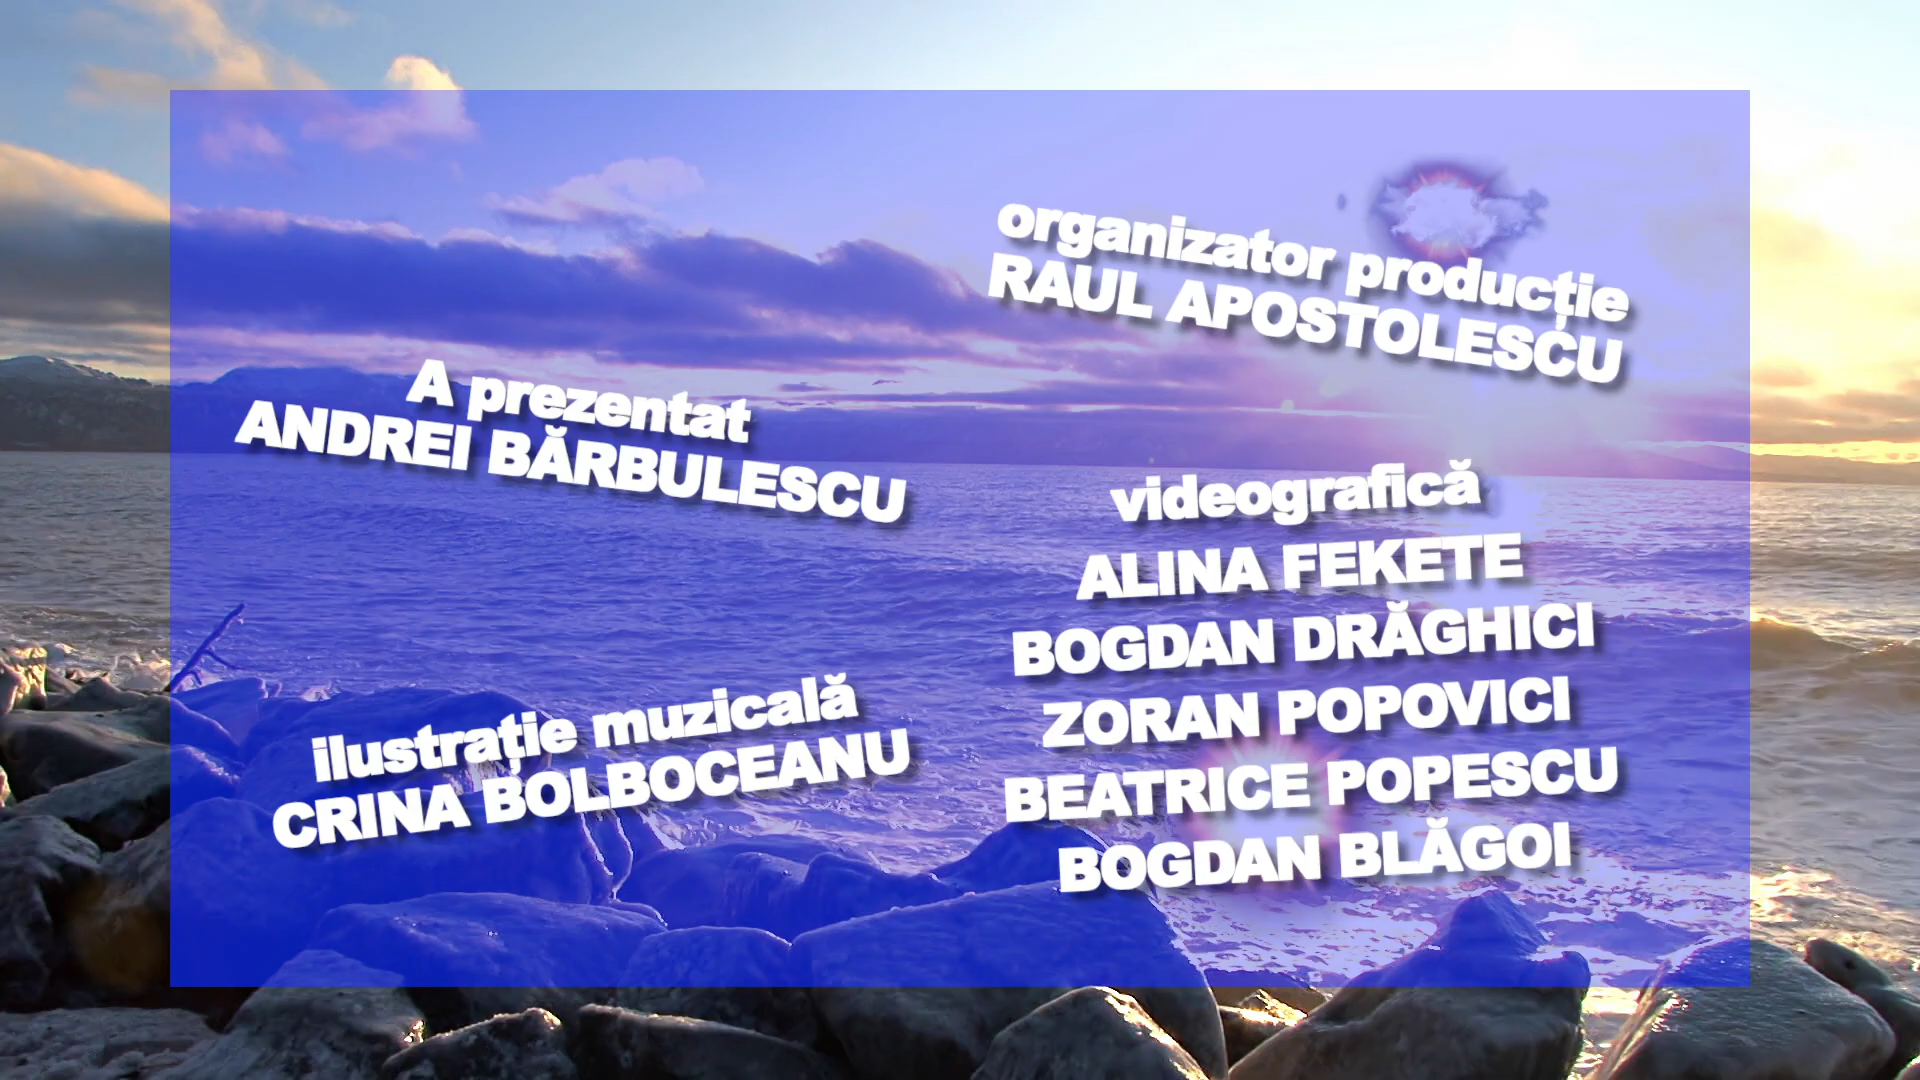 A prezentat
ANDREI BĂRBULESCU
ilustrație muzicală
CRINA BOLBOCEANU
organizator producție
RAUL APOSTOLESCU
videografică
ALINA FEKETE
BOGDAN DRĂGHICI
ZORAN POPOVICI
BEATRICE POPESCU
BOGDAN BLĂGOI